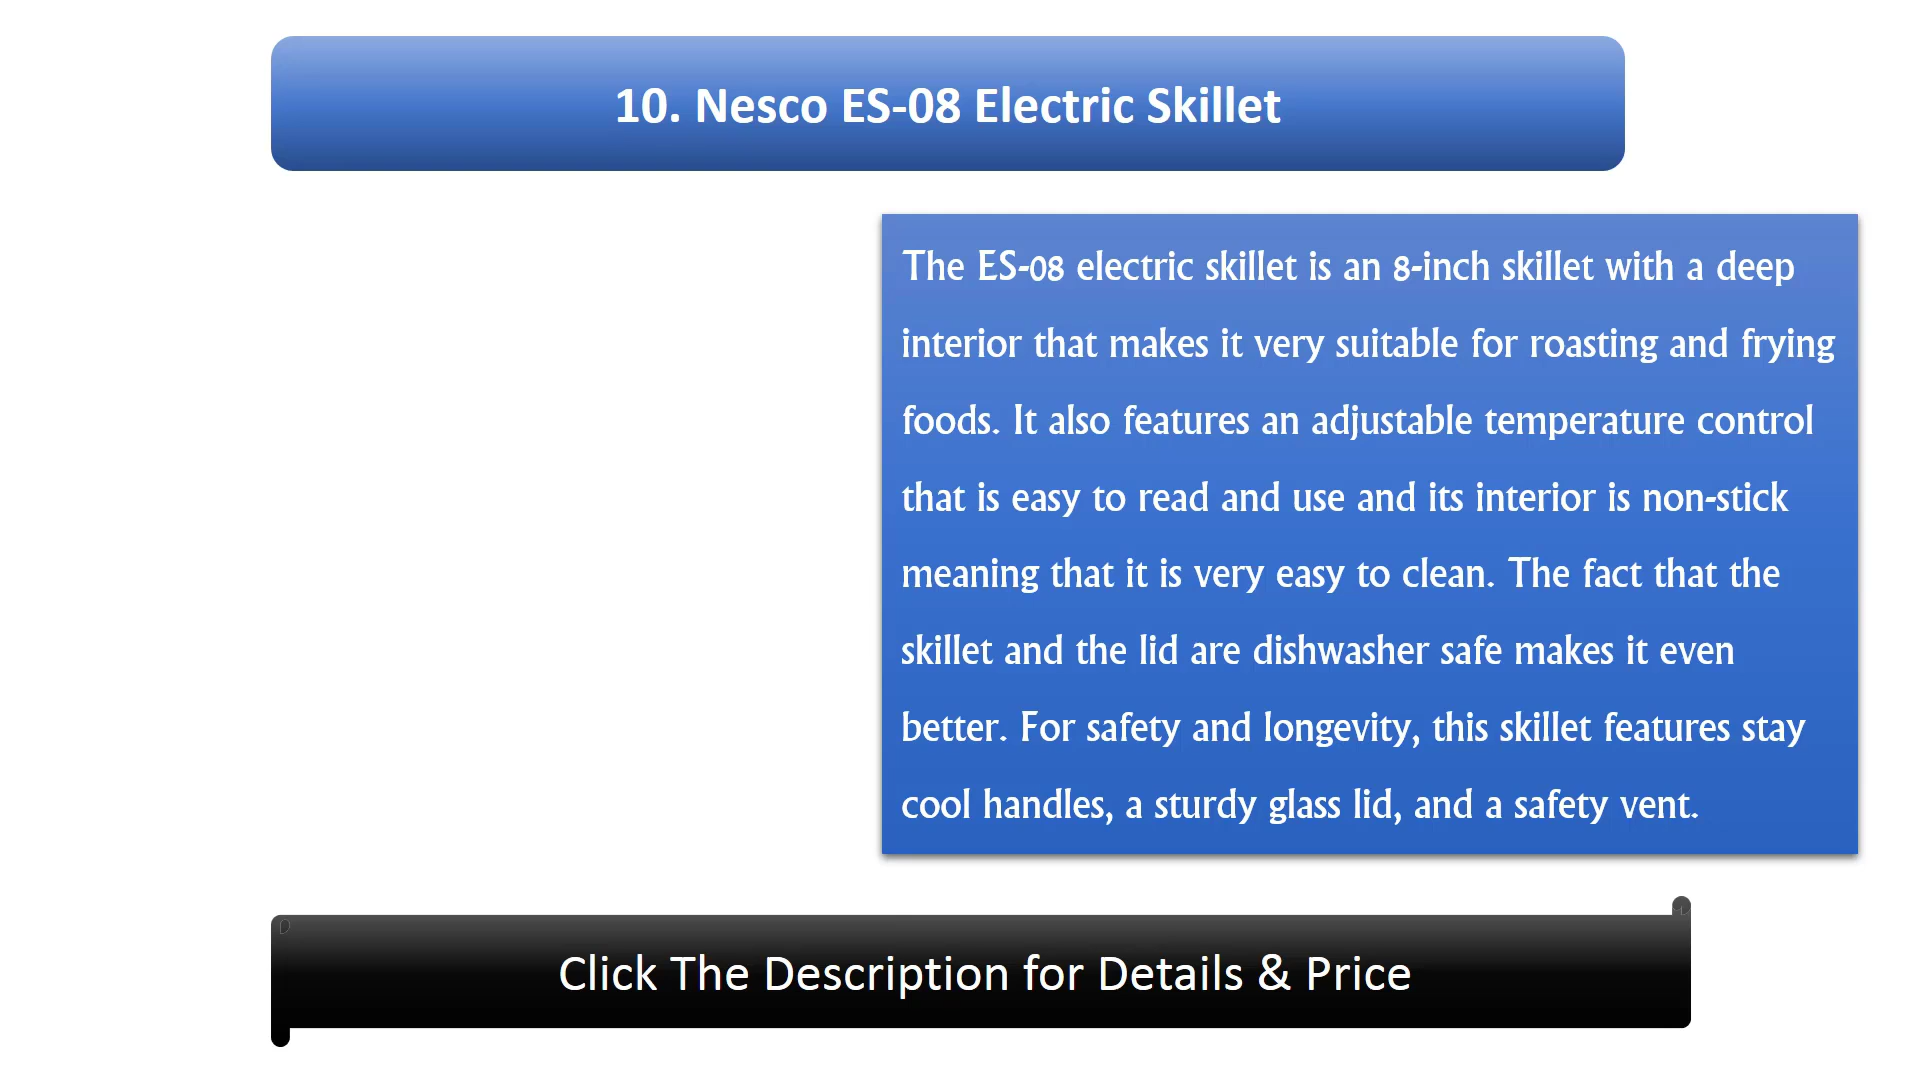 10. Nesco ES-08 Electric Skillet
The ES-08 electric skillet is an 8-inch skillet with a deep
interior that makes it very suitable for roasting and frying
foods. It also features an adjustable temperature control
that is easy to read and use and its interior is non-stick
meaning that it is very easy to clean. The fact that the
skillet and the lid are dishwasher safe makes it even
better. For safety and longevity, this skillet features stay
cool handles, a sturdy glass lid, and a safety vent.
Click The Description for Details & Price